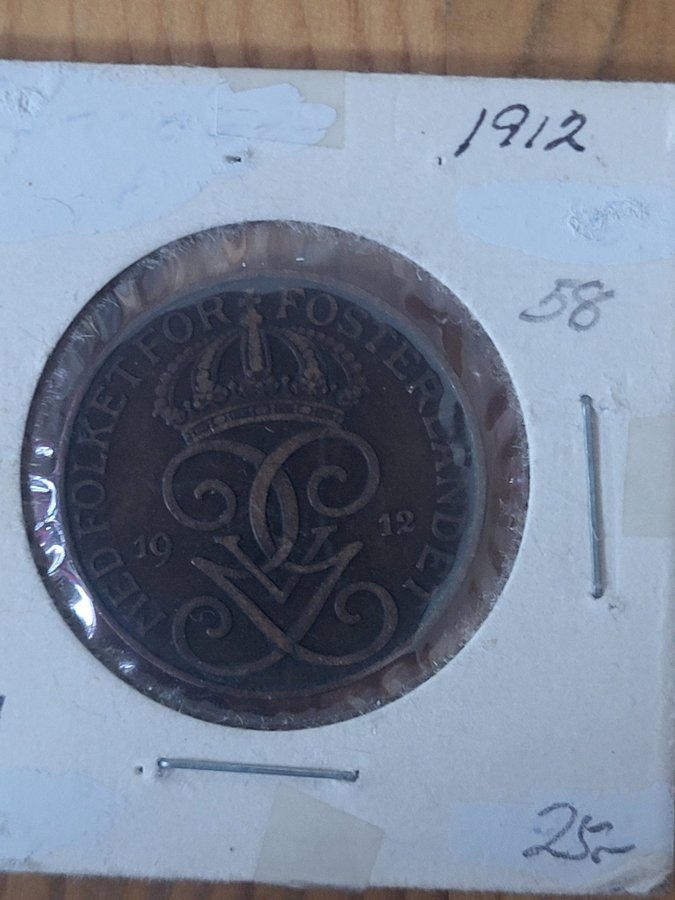 1912
58
MED FOLKET·FÖR FOSTERLANDET
19 12
25:-